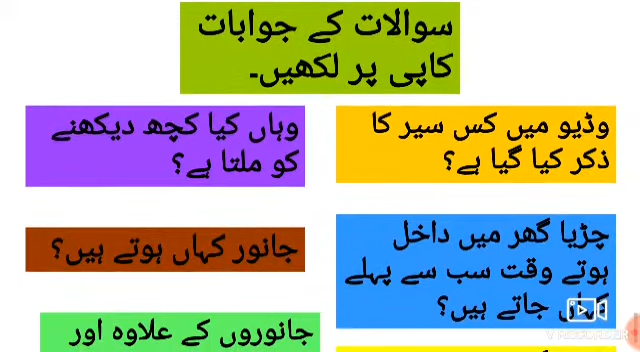 سوالات کے جوابات
کاپی پر لکھیں۔
وڈیو میں کس سیر کا
ذکر کیا گیا ہے؟
وہاں کیا کچھ دیکھنے
کو ملتا ہے؟
چڑیا گھر میں داخل
ہوتے وقت سب سے پہلے
کہاں جاتے ہیں؟
جانور کہاں ہوتے ہیں؟
جانوروں کے علاوہ اور
V RECORDER